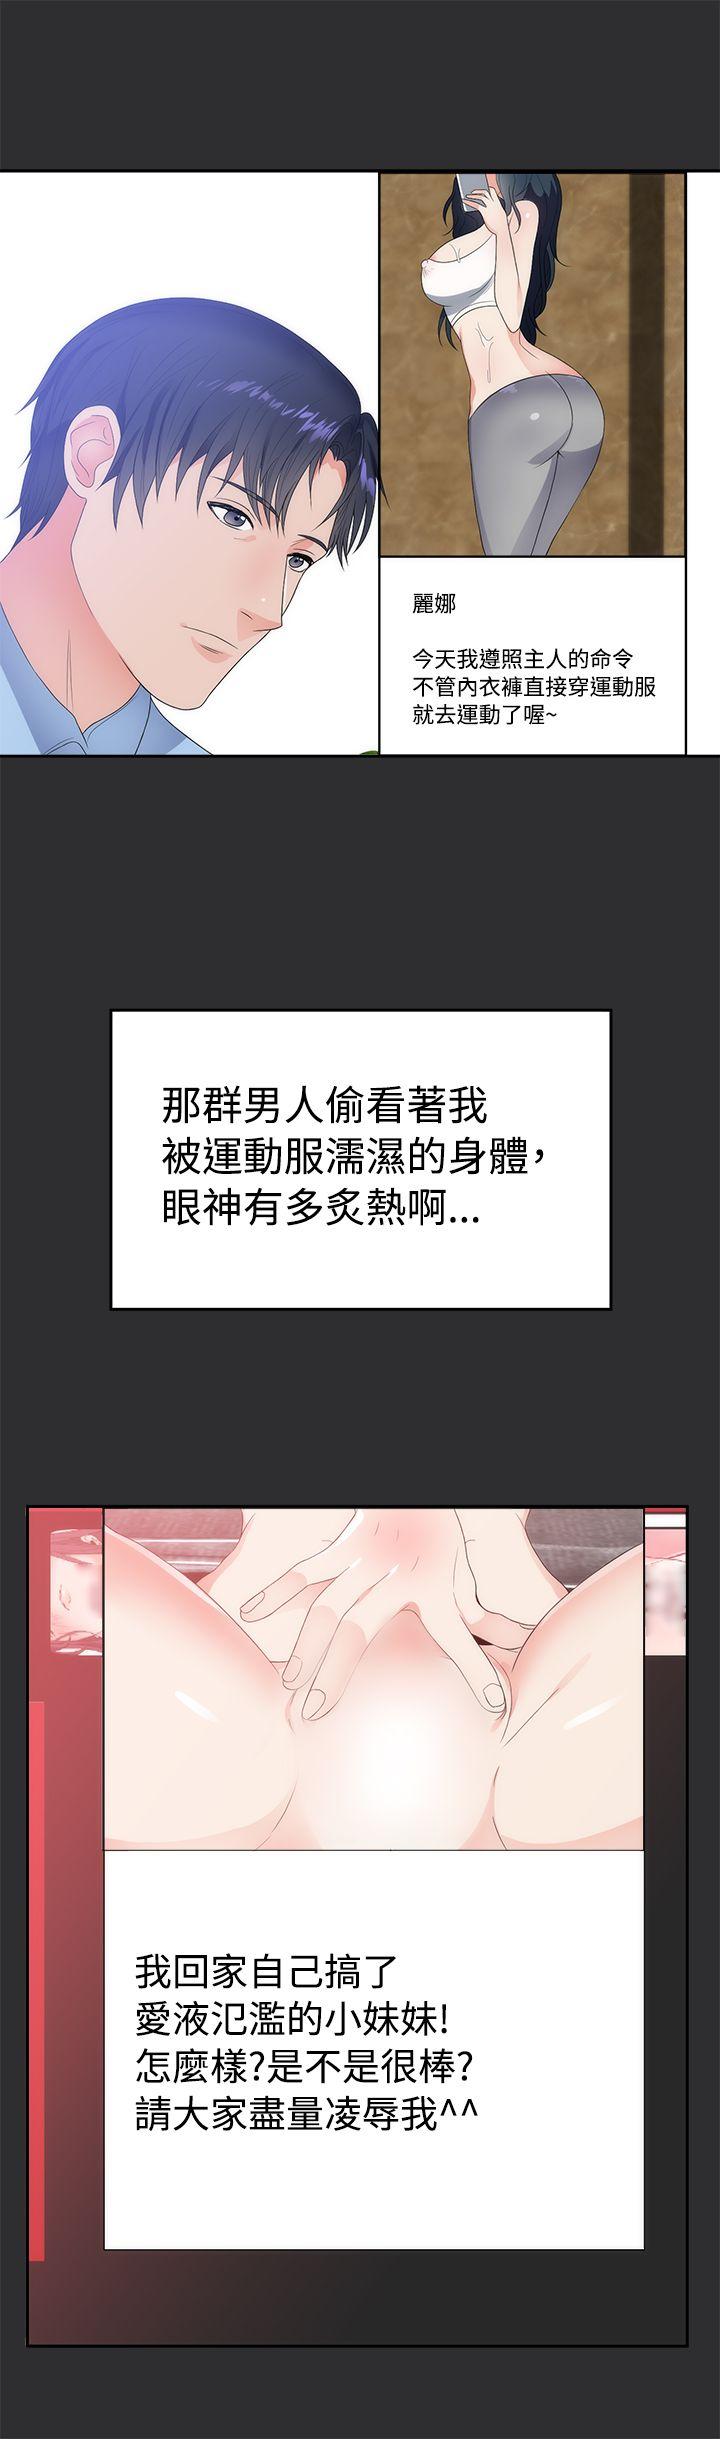 麗娜
今天我遵照主人的命令
不管內衣褲直接穿運動服
就去運動了喔~
那群男人偷看著我
被運動服濡濕的身體，
眼神有多炙熱啊...
我回家自己搞了
愛液氾濫的小妹妹!
怎麼樣?是不是很棒?
請大家盡量凌辱我^^